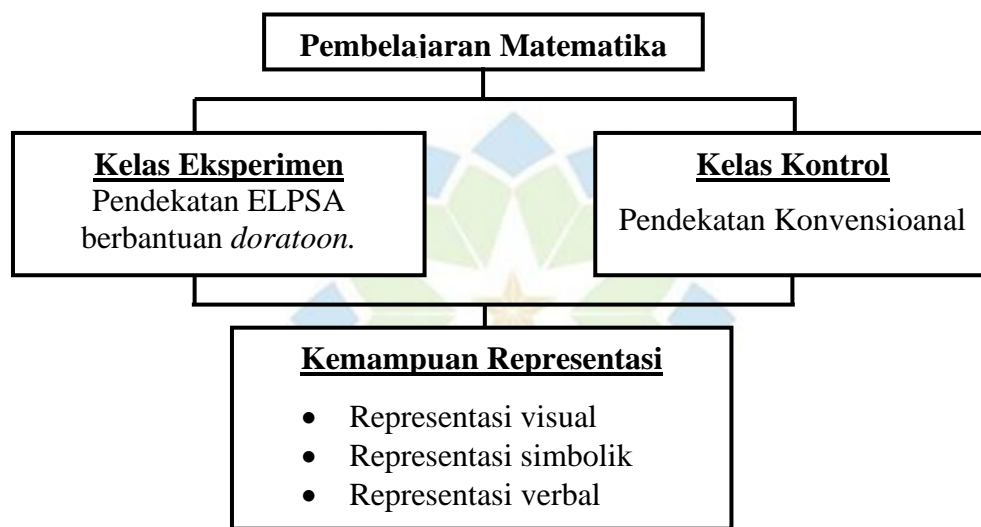 Pembelajaran Matematika
Kelas Eksperimen
Pendekatan ELPSA
berbantuan doratoon.
Kelas Kontrol
Pendekatan Konvensioanal
Kemampuan Representasi
• Representasi visual
• Representasi simbolik
• Representasi verbal